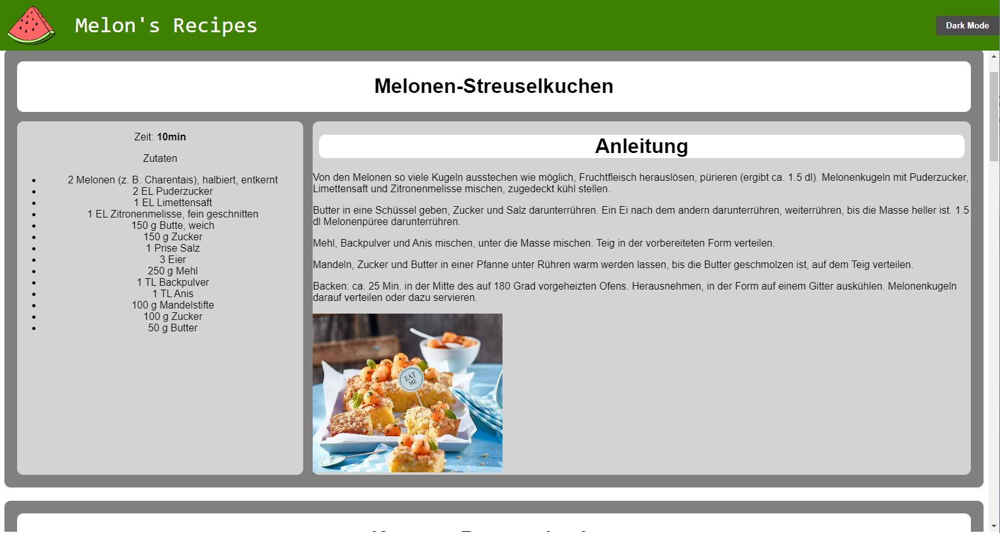 Melon's Recipes
Dark Mode
Melonen-Streuselkuchen
Zeit: 10min
Zutaten
2 Melonen (z. B. Charentais), halbiert, entkernt
2 EL Puderzucker
1 EL Limettensaft
1 EL Zitronenmelisse, fein geschnitten
150 g Butte, weich
150 g Zucker
1 Prise Salz
3 Eier
250 g Mehl
1 TL Backpulver
1 TL Anis
100 g Mandelstifte
100 g Zucker
50 g Butter
Anleitung
Von den Melonen so viele Kugeln ausstechen wie möglich, Fruchtfleisch herauslösen, pürieren (ergibt ca. 1.5 dl). Melonenkugeln mit Puderzucker,
Limettensaft und Zitronenmelisse mischen, zugedeckt kühl stellen.
Butter in eine Schüssel geben, Zucker und Salz darunterrühren. Ein Ei nach dem andern darunterrühren, weiterrühren, bis die Masse heller ist. 1.5
dl Melonenpüree darunterrühren.
Mehl, Backpulver und Anis mischen, unter die Masse mischen. Teig in der vorbereiteten Form verteilen.
Mandeln, Zucker und Butter in einer Pfanne unter Rühren warm werden lassen, bis die Butter geschmolzen ist, auf dem Teig verteilen.
Backen: ca. 25 Min. in der Mitte des auf 180 Grad vorgeheizten Ofens. Herausnehmen, in der Form auf einem Gitter auskühlen. Melonenkugeln
darauf verteilen oder dazu servieren.
EAT
ME